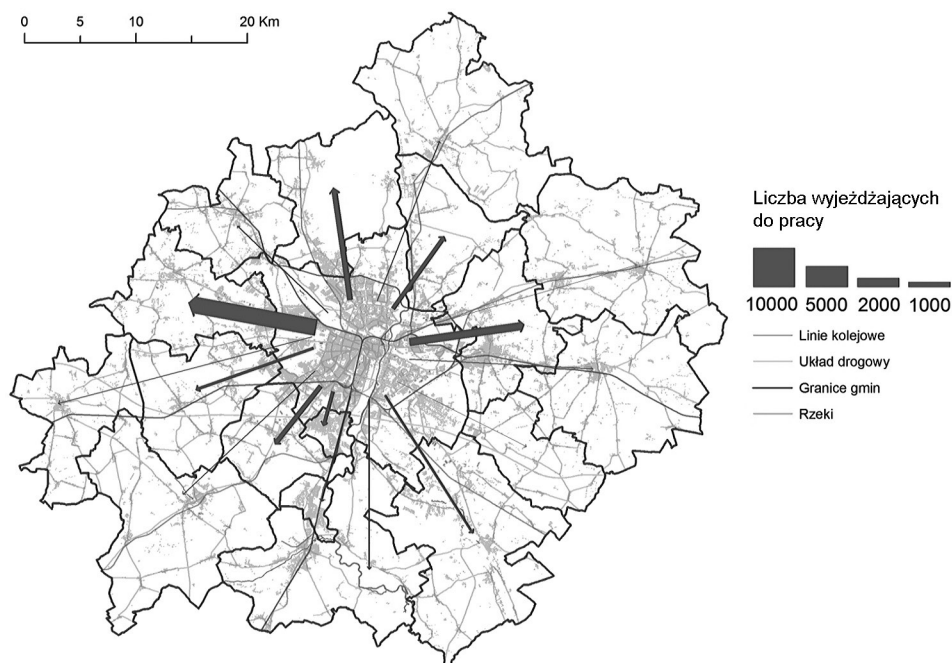 0 5 10 20 Km
Liczba wyjeżdżających
do pracy
10000 5000 2000 1000
Linie kolejowe
Układ drogowy
Granice gmin
Rzeki